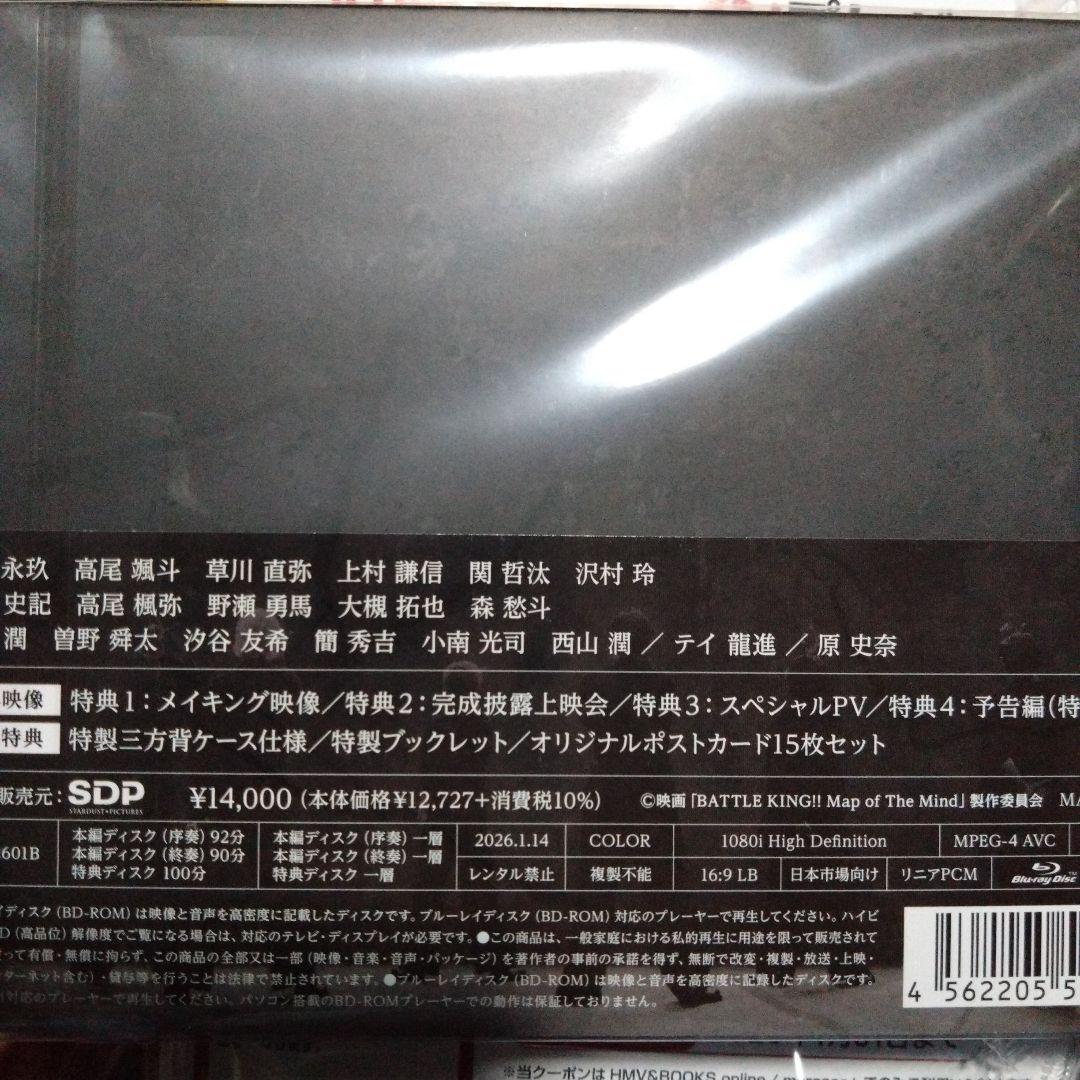 永玖 高尾 颯斗 草川 直弥 上村 謙信 関 哲汰 沢村 玲
史記 高尾 楓弥 野瀬 勇馬 大槻 拓也 森 愁斗
潤 曽野 舜太 汐谷 友希 簡 秀吉 小南 光司 西山 潤 ／ テイ 龍進 ／ 原 史奈
映像 特典1：メイキング映像／特典2：完成披露上映会／特典3：スペシャルPV／特典4：予告編(特
特典 特製三方背ケース仕様／特製ブックレット／オリジナルポストカード15枚セット
販売元： SDP STARDUST PICTURES ¥14,000 (本体価格¥12,727+消費税10%) ©映画「BATTLE KING!! Map of The Mind」製作委員会
601B 本編ディスク (序奏) 92分 本編ディスク (終奏) 90分 特典ディスク 100分
本編ディスク (序奏) 一層 本編ディスク (終奏) 一層 特典ディスク 一層
2026.1.14 COLOR 1080i High Definition MPEG-4 AVC
レンタル禁止 複製不能 16:9 LB 日本市場向け リニアPCM Blu-ray Disc TM
イディスク (BD-ROM) は映像と音声を高密度に記載したディスクです。ブルーレイディスク (BD-ROM) 対応のプレーヤーで再生してください。ハイビ
D (高品位) 解像度でご覧になる場合は、対応のテレビ・ディスプレイが必要です。●この商品は、一般家庭における私的再生に用途を限って販売されて
って有償・無償に拘らず、この商品の全部又は一部 (映像・音楽・音声・パッケージ) を著作者の事前の承諾を得ず、無断で改変・複製・放送・上映・
ターネット含む)・貸与等を行うことは法律で禁止されています。●ブルーレイディスク (BD-ROM) は映像と音声を高密度に記録したディスクです。
対応のプレーヤーで再生してください。パソコン搭載のBD-ROMプレーヤーでの動作は保証しておりません。
4 562205 5
※当クーポンは HMV&BOOKS online /